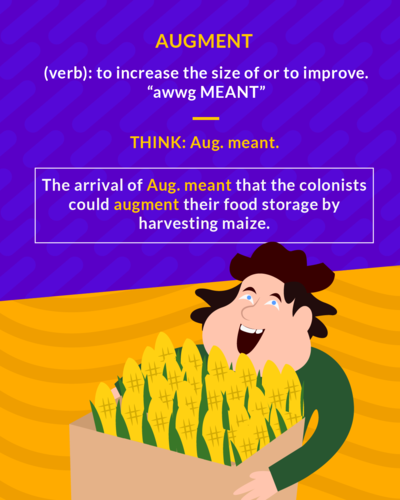 AUGMENT
(verb): to increase the size of or to improve.
“awwg MEANT”
THINK: Aug. meant.
The arrival of Aug. meant that the colonists
could augment their food storage by
harvesting maize.